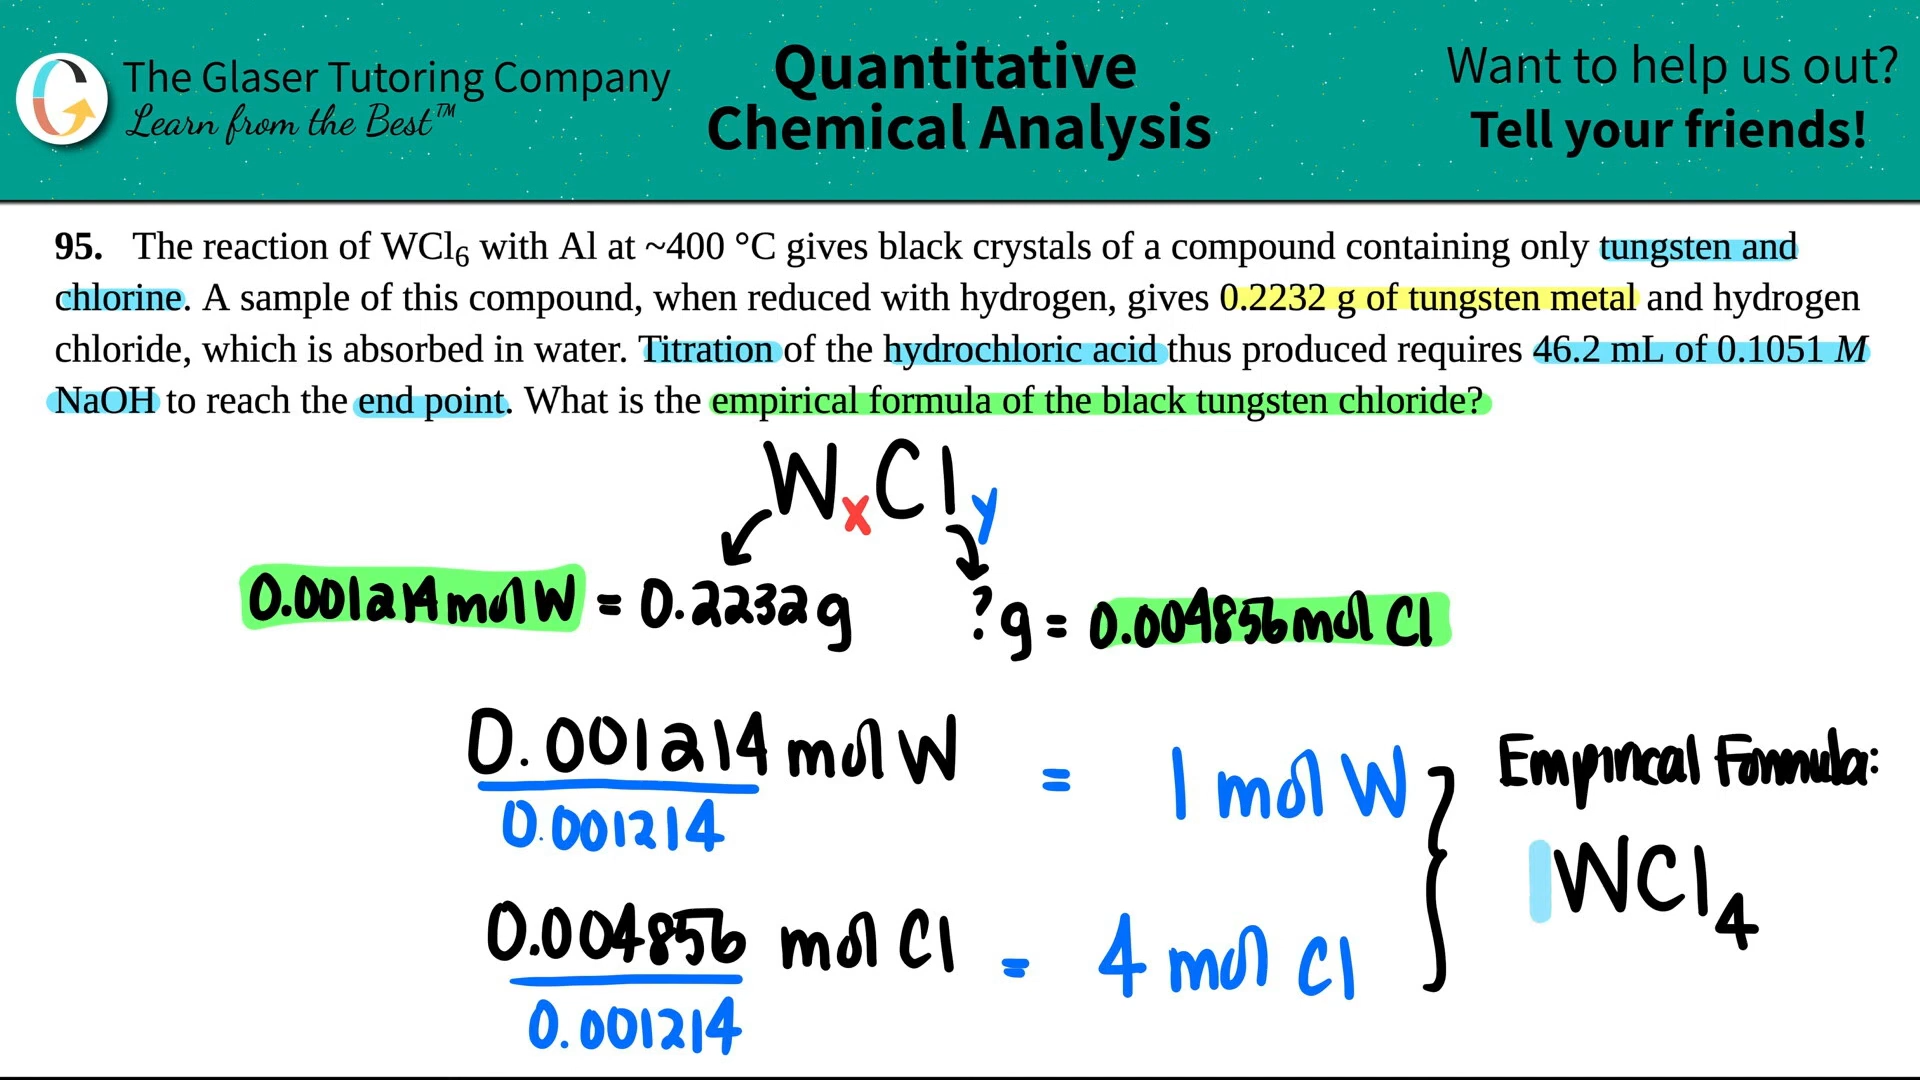 The Glaser Tutoring Company
Learn from the Best™
Quantitative
Chemical Analysis
Want to help us out?
Tell your friends!
95. The reaction of WCl₆ with Al at ~400 °C gives black crystals of a compound containing only tungsten and
chlorine. A sample of this compound, when reduced with hydrogen, gives 0.2232 g of tungsten metal and hydrogen
chloride, which is absorbed in water. Titration of the hydrochloric acid thus produced requires 46.2 mL of 0.1051 M
NaOH to reach the end point. What is the empirical formula of the black tungsten chloride?
WₓClᵧ
0.001214 mol W = 0.2232 g ? g = 0.004856 mol Cl
0.001214 mol W = 1 mol W
0.001214
Empirical Formula:
WCl₄
0.004856 mol Cl = 4 mol Cl
0.001214